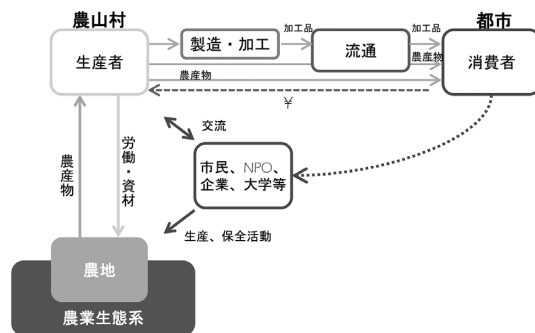 農山村
都市
生産者
製造・加工
加工品
流通
加工品
農産物
消費者
農産物
¥
交流
農産物
労働・資材
市民、NPO、
企業、大学等
生産、保全活動
農地
農業生態系